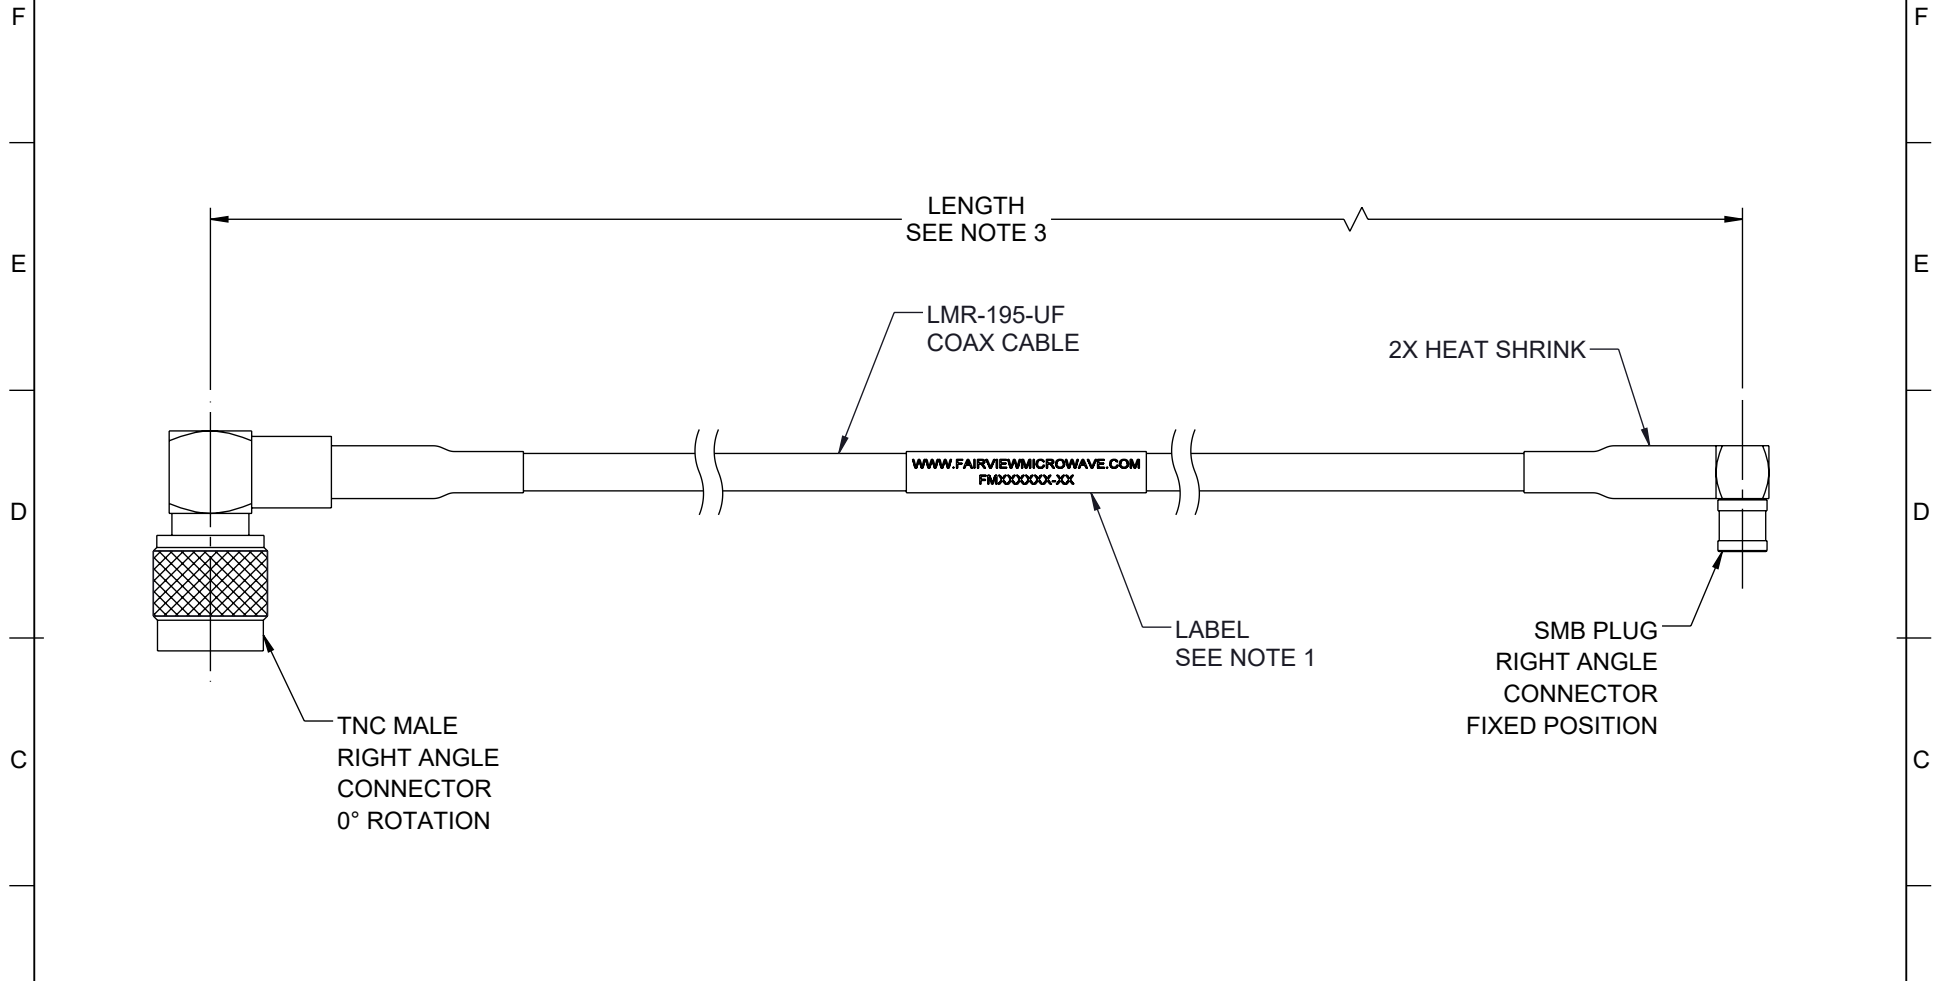 F
F
LENGTH
SEE NOTE 3
E
E
LMR-195-UF
COAX CABLE
2X HEAT SHRINK
WWW.FAIRVIEWMICROWAVE.COM
FMXXXXXX-XX
D
D
LABEL
SEE NOTE 1
SMB PLUG
RIGHT ANGLE
CONNECTOR
FIXED POSITION
TNC MALE
RIGHT ANGLE
CONNECTOR
0° ROTATION
C
C